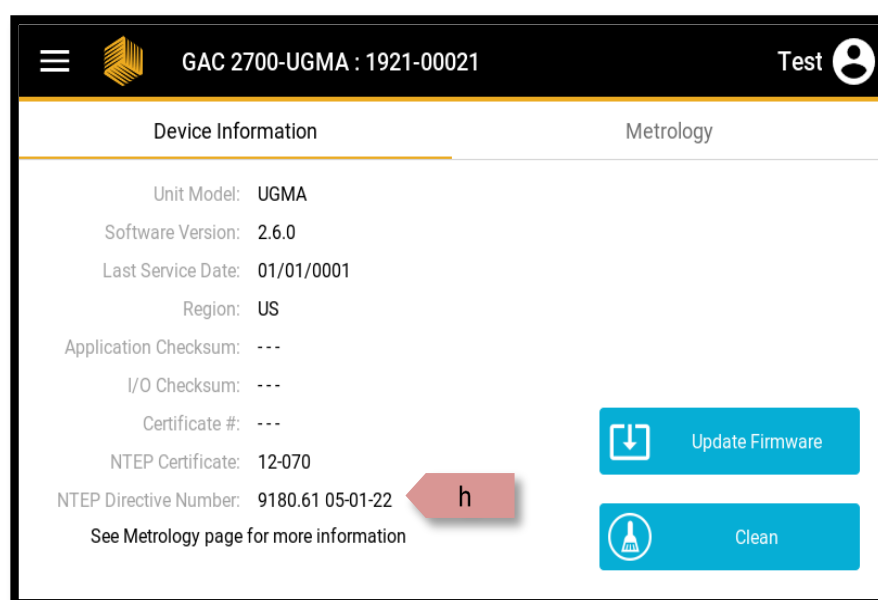 GAC 2700-UGMA : 1921-00021 Test
Device Information Metrology
Unit Model: UGMA
Software Version: 2.6.0
Last Service Date: 01/01/0001
Region: US
Application Checksum: ---
I/O Checksum: ---
Certificate #: ---
NTEP Certificate: 12-070
NTEP Directive Number: 9180.61 05-01-22 h
See Metrology page for more information
Update Firmware
Clean